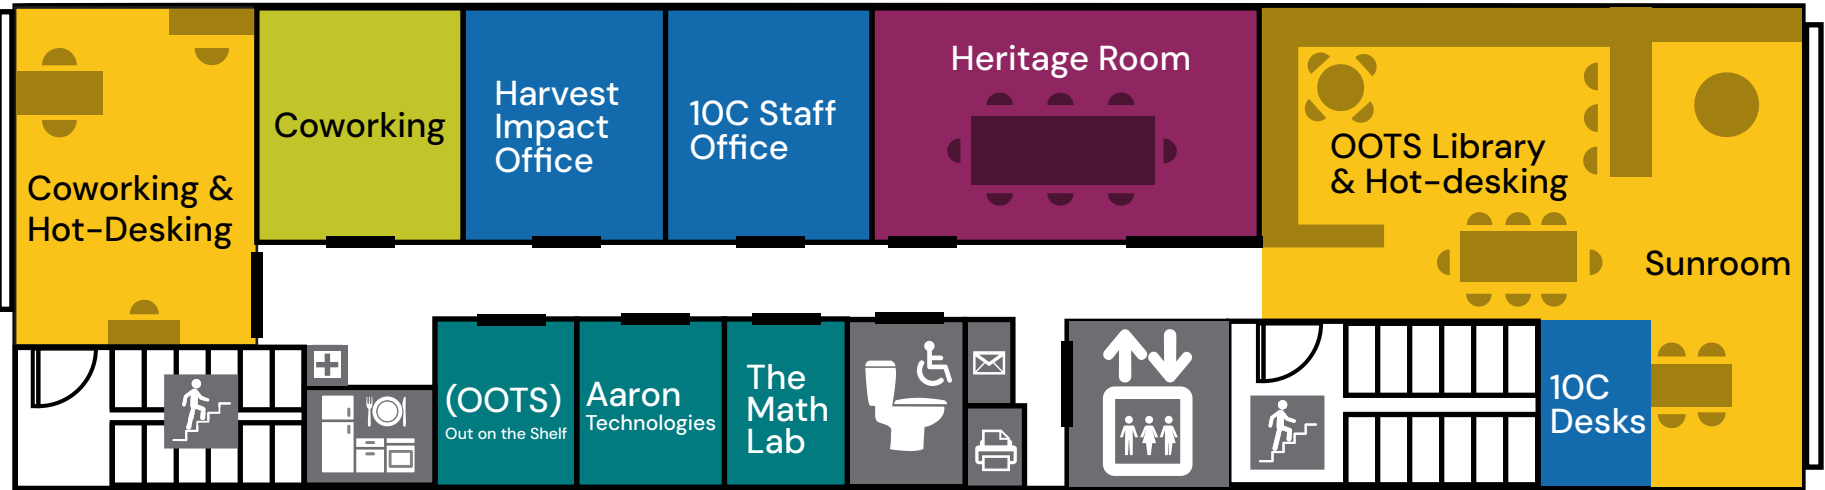 Coworking &
Hot-Desking
Coworking
Harvest
Impact
Office
10C Staff
Office
Heritage Room
OOTS Library
& Hot-desking
Sunroom
(OOTS)
Out on the Shelf
Aaron
Technologies
The
Math
Lab
10C
Desks